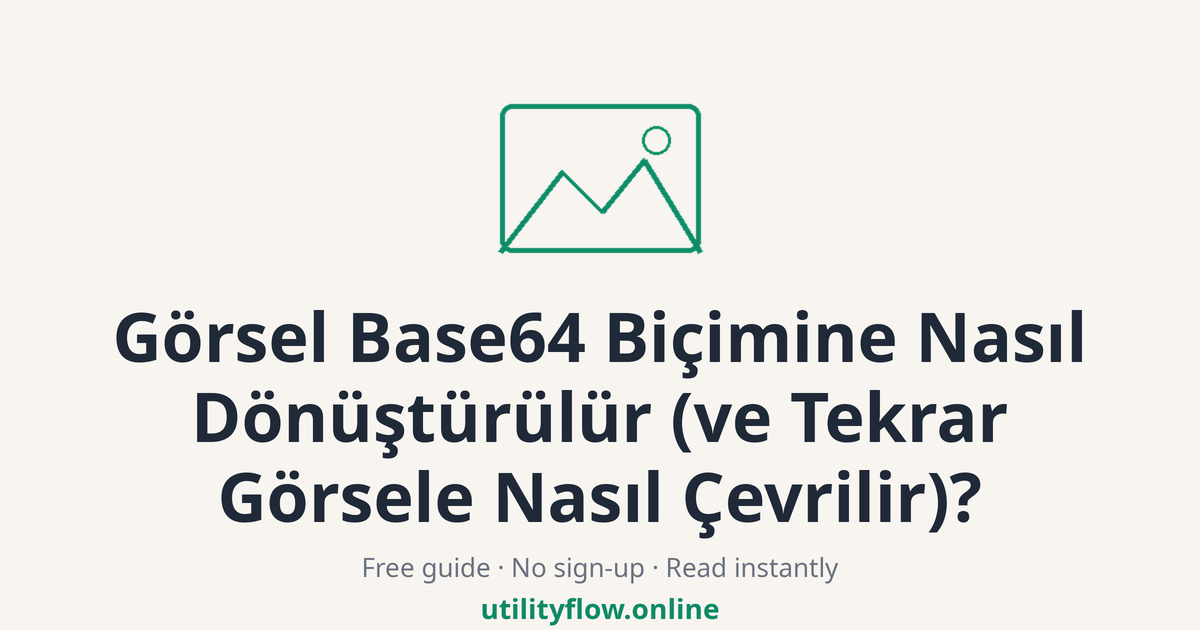 Görsel Base64 Biçimine Nasıl
Dönüştürülür (ve Tekrar
Görsele Nasıl Çevrilir)?
Free guide · No sign-up · Read instantly
utilityflow.online